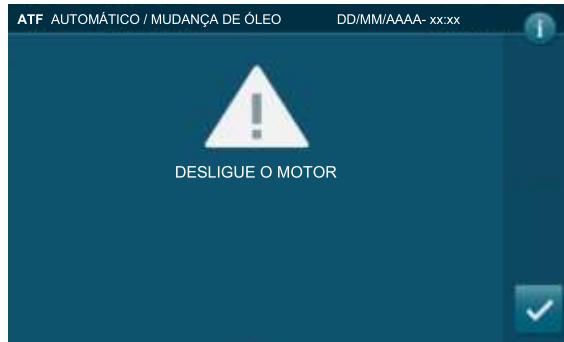 ATF AUTOMÁTICO / MUDANÇA DE ÓLEO DD/MM/AAAA- xx:xx
DESLIGUE O MOTOR